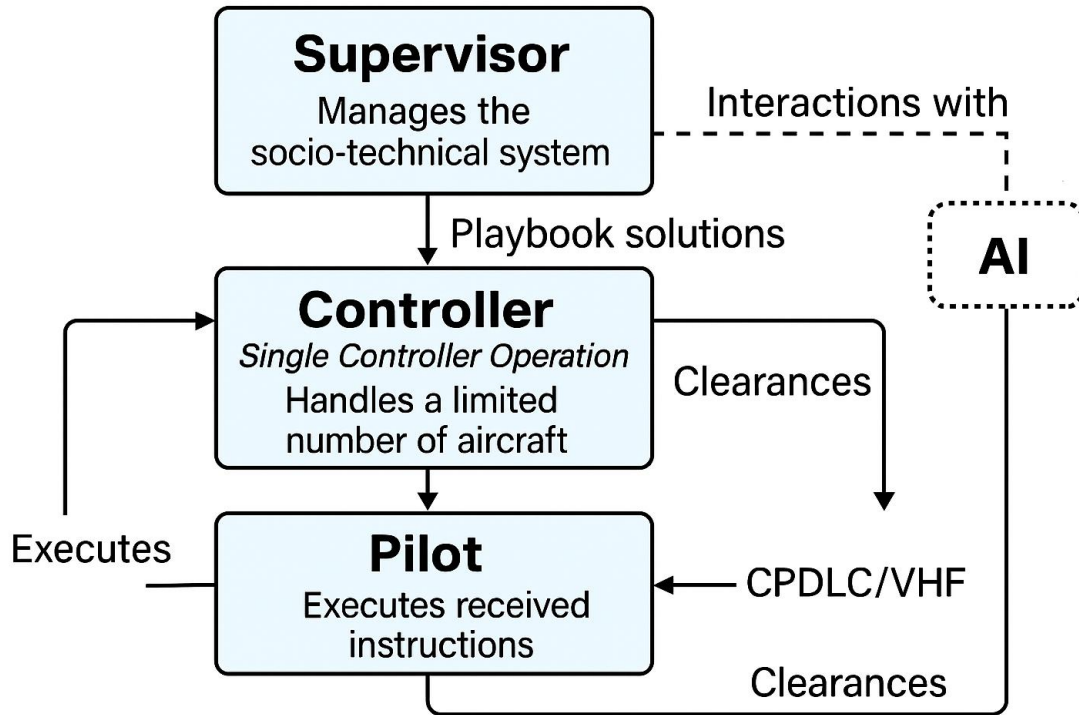 Supervisor
Manages the
socio-technical system
Interactions with
AI
Playbook solutions
Controller
Single Controller Operation
Handles a limited
number of aircraft
Clearances
Executes
Pilot
Executes received
instructions
CPDLC/VHF
Clearances